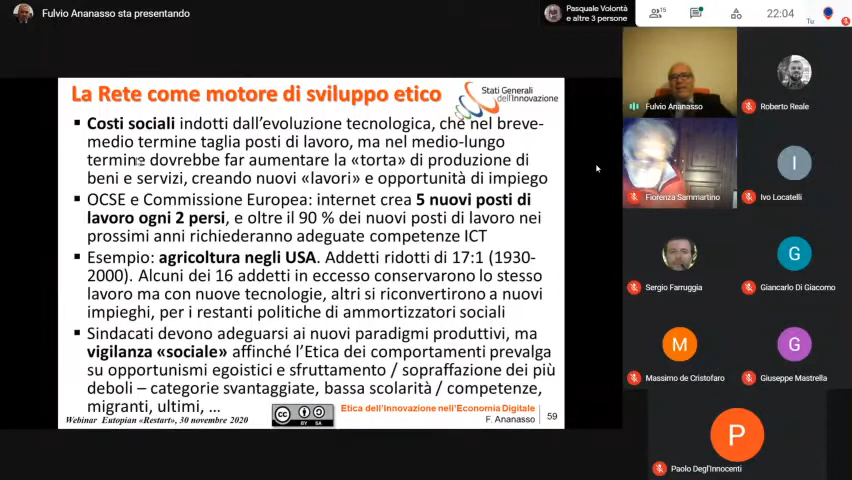 Fulvio Ananasso sta presentando
Pasquale Volontà
e altre 3 persone
15
22:04
Tu
La Rete come motore di sviluppo etico
Stati Generali
dell'Innovazione
▪ Costi sociali indotti dall'evoluzione tecnologica, che nel breve-
medio termine taglia posti di lavoro, ma nel medio-lungo
termine dovrebbe far aumentare la «torta» di produzione di
beni e servizi, creando nuovi «lavori» e opportunità di impiego
▪ OCSE e Commissione Europea: internet crea 5 nuovi posti di
lavoro ogni 2 persi, e oltre il 90 % dei nuovi posti di lavoro nei
prossimi anni richiederanno adeguate competenze ICT
▪ Esempio: agricoltura negli USA. Addetti ridotti di 17:1 (1930-
2000). Alcuni dei 16 addetti in eccesso conservarono lo stesso
lavoro ma con nuove tecnologie, altri si riconvertirono a nuovi
impieghi, per i restanti politiche di ammortizzatori sociali
▪ Sindacati devono adeguarsi ai nuovi paradigmi produttivi, ma
vigilanza «sociale» affinché l'Etica dei comportamenti prevalga
su opportunismi egoistici e sfruttamento / sopraffazione dei più
deboli – categorie svantaggiate, bassa scolarità / competenze,
migranti, ultimi, …
Webinar Eutopian «Restart», 30 novembre 2020
cc
BY SA
Etica dell'Innovazione nell'Economia Digitale
F. Ananasso
59
Fulvio Ananasso
Roberto Reale
Fiorenza Sammartino
I
Ivo Locatelli
Sergio Farruggia
G
Giancarlo Di Giacomo
M
Massimo de Cristofaro
G
Giuseppe Mastrella
P
Paolo Degl'Innocenti